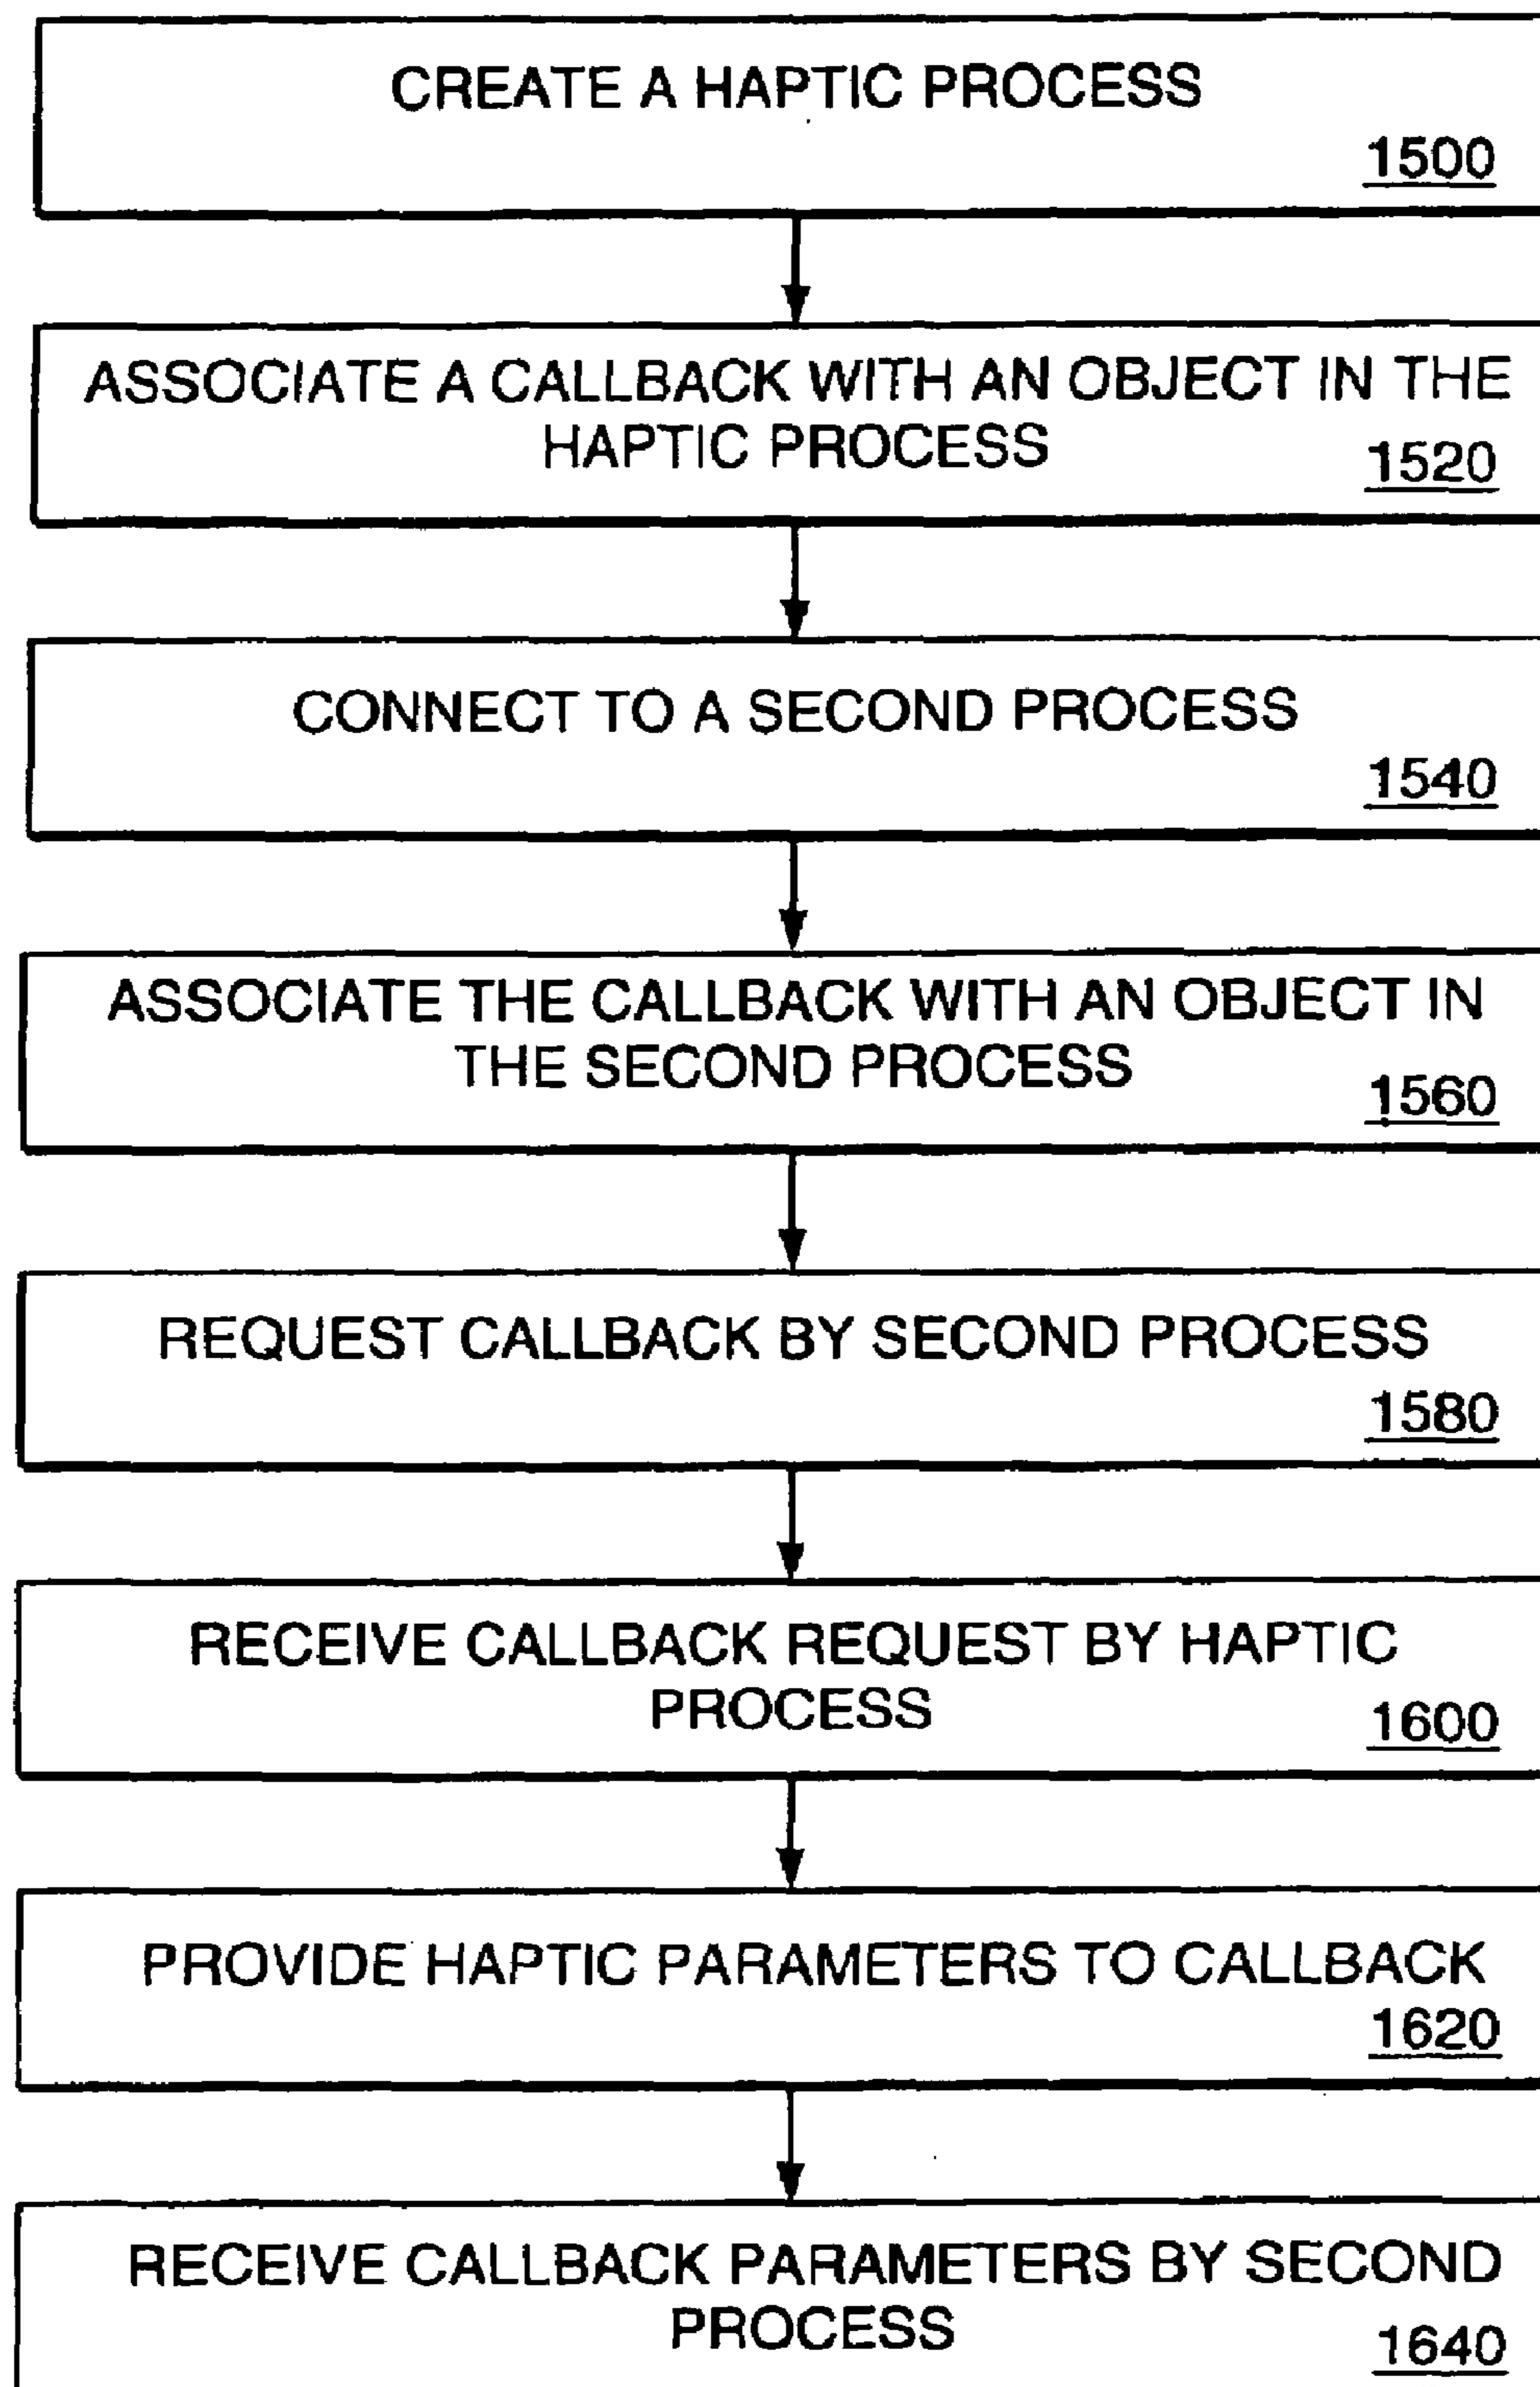 CREATE A HAPTIC PROCESS
1500
ASSOCIATE A CALLBACK WITH AN OBJECT IN THE
HAPTIC PROCESS
1520
CONNECT TO A SECOND PROCESS
1540
ASSOCIATE THE CALLBACK WITH AN OBJECT IN
THE SECOND PROCESS
1560
REQUEST CALLBACK BY SECOND PROCESS
1580
RECEIVE CALLBACK REQUEST BY HAPTIC
PROCESS
1600
PROVIDE HAPTIC PARAMETERS TO CALLBACK
1620
RECEIVE CALLBACK PARAMETERS BY SECOND
PROCESS
1640